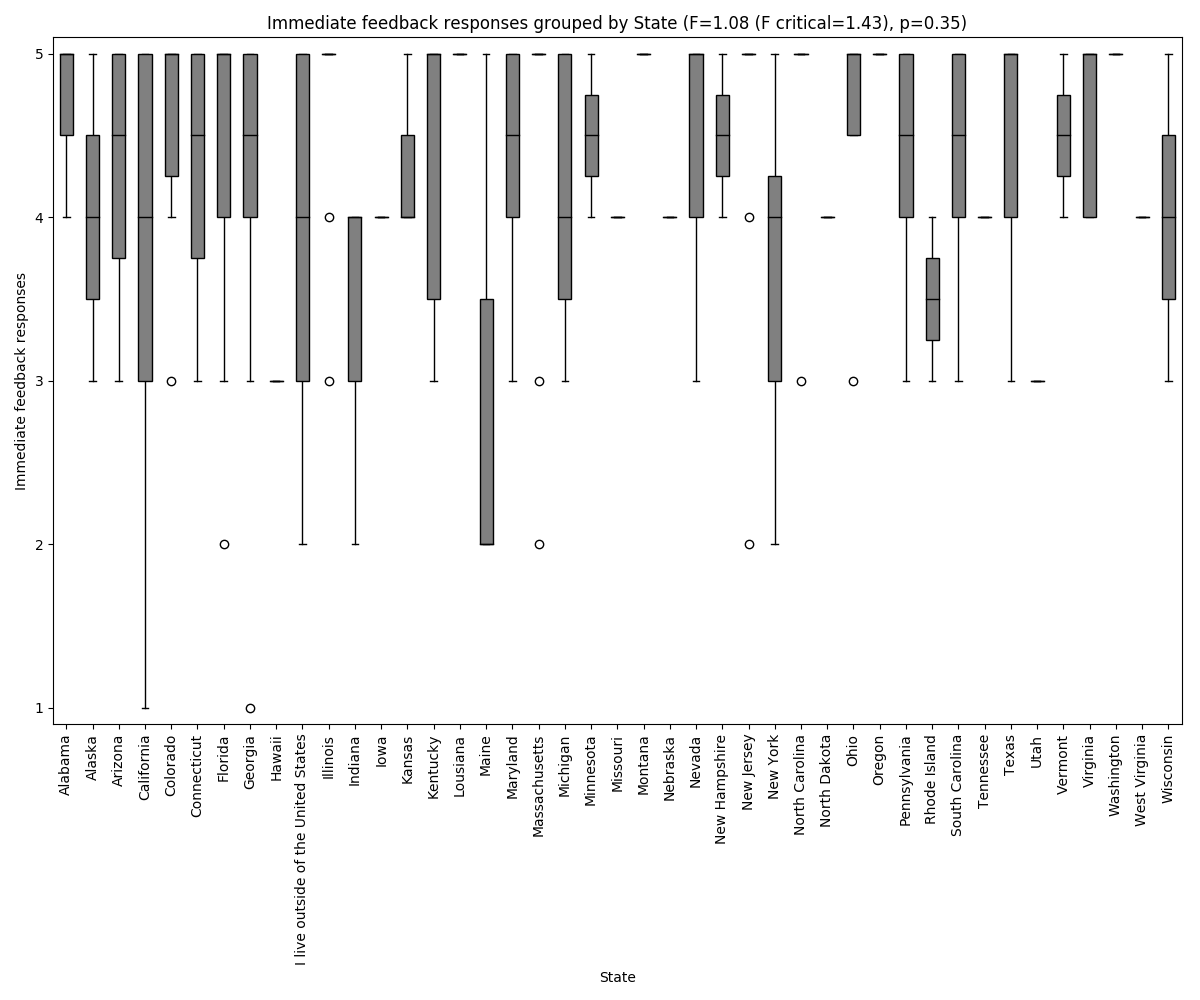 Immediate feedback responses grouped by State (F=1.08 (F critical=1.43), p=0.35)
Immediate feedback responses
5
4
3
2
1
Alabama
Alaska
Arizona
California
Colorado
Connecticut
Florida
Georgia
Hawaii
I live outside of the United States
Illinois
Indiana
Iowa
Kansas
Kentucky
Lousiana
Maine
Maryland
Massachusetts
Michigan
Minnesota
Missouri
Montana
Nebraska
Nevada
New Hampshire
New Jersey
New York
North Carolina
North Dakota
Ohio
Oregon
Pennsylvania
Rhode Island
South Carolina
Tennessee
Texas
Utah
Vermont
Virginia
Washington
West Virginia
Wisconsin
State